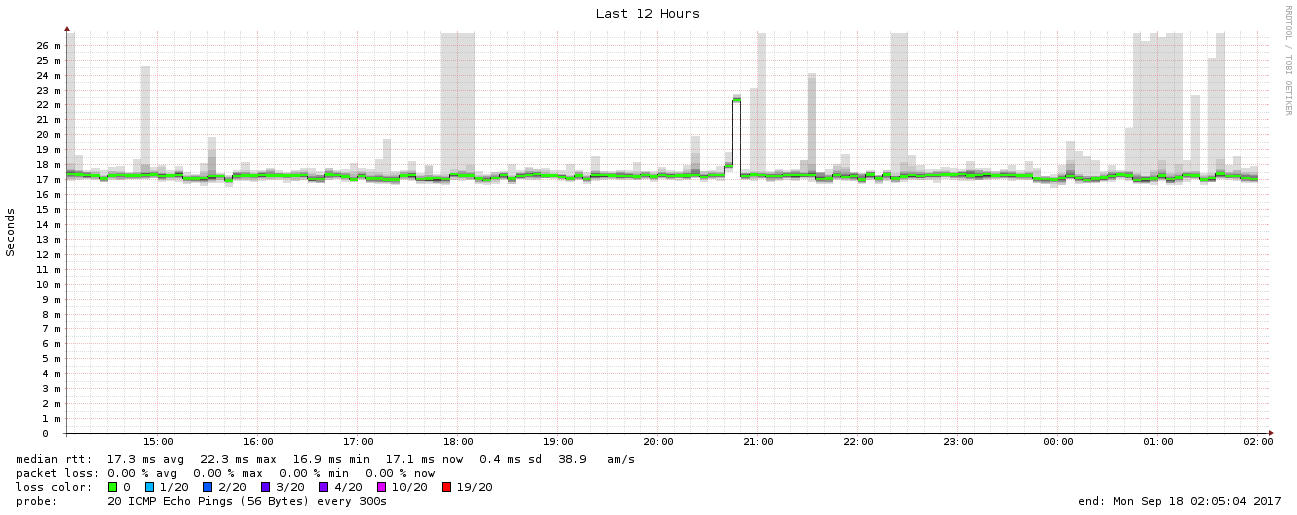 Last 12 Hours
RRDTOOL / TOBI OETIKER
Seconds
26 m
25 m
24 m
23 m
22 m
21 m
20 m
19 m
18 m
17 m
16 m
15 m
14 m
13 m
12 m
11 m
10 m
9 m
8 m
7 m
6 m
5 m
4 m
3 m
2 m
1 m
0
15:00 16:00 17:00 18:00 19:00 20:00 21:00 22:00 23:00 00:00 01:00 02:00
median rtt: 17.3 ms avg 22.3 ms max 16.9 ms min 17.1 ms now 0.4 ms sd 38.9 am/s
packet loss: 0.00 % avg 0.00 % max 0.00 % min 0.00 % now
loss color: 0 1/20 2/20 3/20 4/20 10/20 19/20
probe: 20 ICMP Echo Pings (56 Bytes) every 300s end: Mon Sep 18 02:05:04 2017